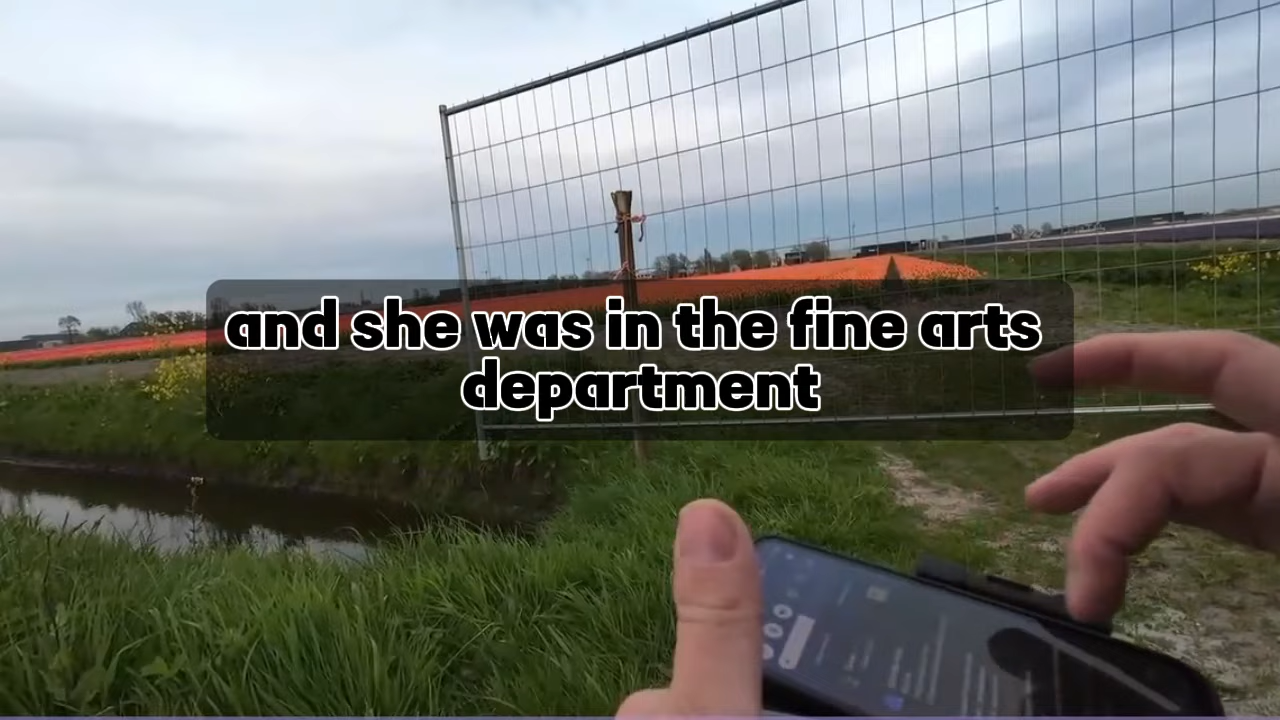 and she was in the fine arts
department